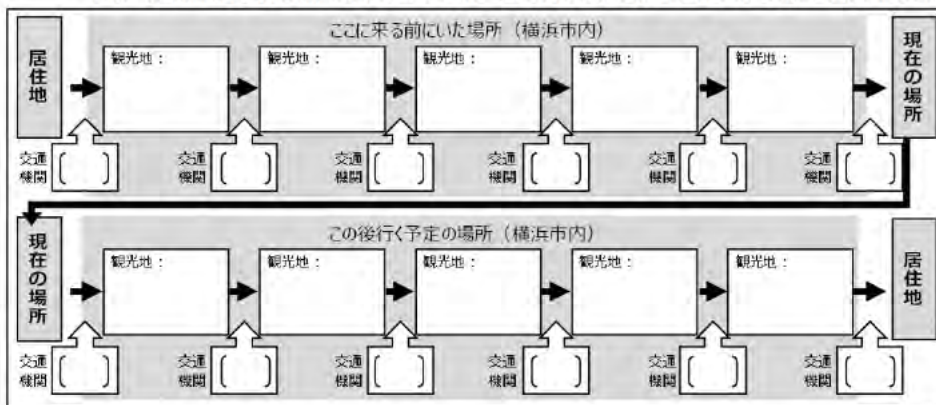 ここに来る前にいた場所（横浜市内）
居住地
観光地：
観光地：
観光地：
観光地：
観光地：
現在の場所
交通機関〔 〕
交通機関〔 〕
交通機関〔 〕
交通機関〔 〕
交通機関〔 〕
交通機関〔 〕
この後行く予定の場所（横浜市内）
現在の場所
観光地：
観光地：
観光地：
観光地：
観光地：
居住地
交通機関〔 〕
交通機関〔 〕
交通機関〔 〕
交通機関〔 〕
交通機関〔 〕
交通機関〔 〕